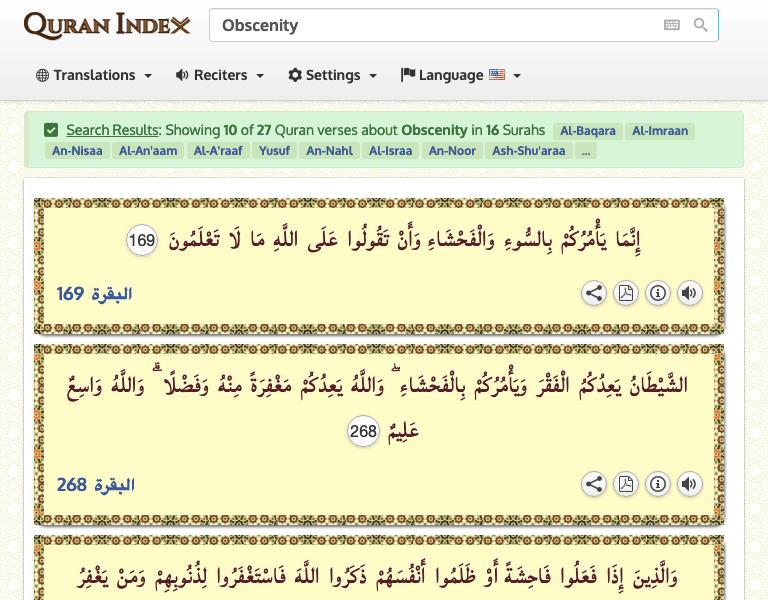 QURAN INDEX
Obscenity
Translations Reciters Settings Language
Search Results: Showing 10 of 27 Quran verses about Obscenity in 16 Surahs Al-Baqara Al-Imraan
An-Nisaa Al-An'aam Al-A'raaf Yusuf An-Nahl Al-Israa An-Noor Ash-Shu'araa ...
إِنَّمَا يَأْمُرُكُمْ بِالسُّوءِ وَالْفَحْشَاءِ وَأَنْ تَقُولُوا عَلَى اللَّهِ مَا لَا تَعْلَمُونَ 169
البقرة 169
الشَّيْطَانُ يَعِدُكُمُ الْفَقْرَ وَيَأْمُرُكُمْ بِالْفَحْشَاءِ ۖ وَاللَّهُ يَعِدُكُمْ مَغْفِرَةً مِنْهُ وَفَضْلًا ۗ وَاللَّهُ وَاسِعٌ
عَلِيمٌ 268
البقرة 268
وَالَّذِينَ إِذَا فَعَلُوا فَاحِشَةً أَوْ ظَلَمُوا أَنْفُسَهُمْ ذَكَرُوا اللَّهَ فَاسْتَغْفَرُوا لِذُنُوبِهِمْ وَمَنْ يَغْفِرُ